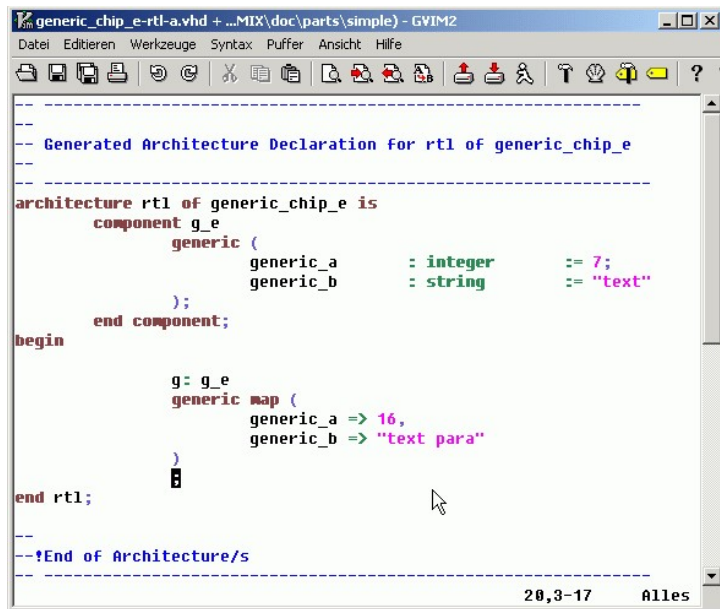 generic_chip_e-rtl-a.vhd + ...MIX\doc\parts\simple) - GVIM2
Datei Editieren Werkzeuge Syntax Puffer Ansicht Hilfe
-- ------------------------------------------------------------
--
-- Generated Architecture Declaration for rtl of generic_chip_e
--
-- -------------------------------------------------------------
architecture rtl of generic_chip_e is
component g_e
generic (
generic_a : integer := 7;
generic_b : string := "text"
);
end component;
begin
g: g_e
generic map (
generic_a => 16,
generic_b => "text para"
)
;
end rtl;
--
--!End of Architecture/s
-- -------------------------------------------------------------
20,3-17 Alles